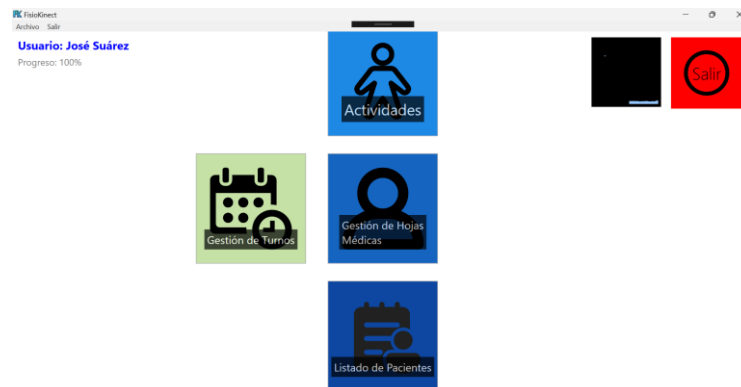 FisioKinect
Archivo Salir
Usuario: José Suárez
Progreso: 100%
Actividades
Salir
Gestión de Turnos
Gestión de Hojas
Médicas
Listado de Pacientes